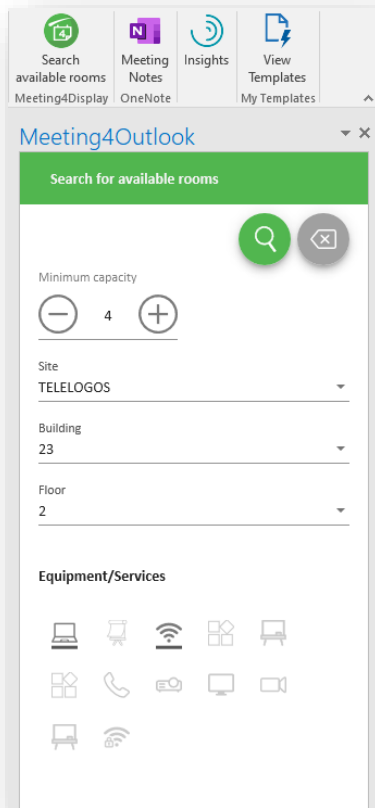 Search
available rooms
Meeting
Notes
Insights
View
Templates
Meeting4Display
OneNote
My Templates
Meeting4Outlook
Search for available rooms
Minimum capacity
4
Site
TELELOGOS
Building
23
Floor
2
Equipment/Services